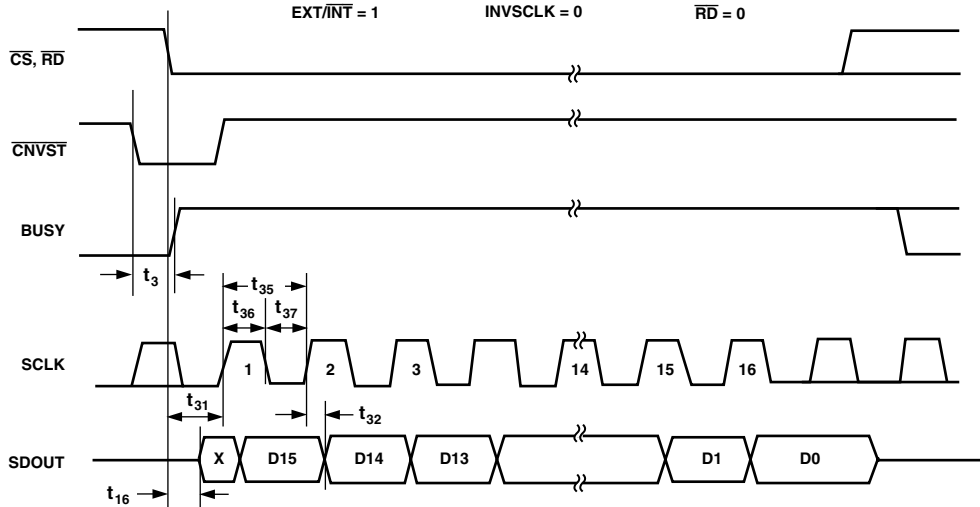 EXT/INT = 1 INVSCLK = 0 RD = 0
CS, RD
CNVST
BUSY
t3
t35
t36 t37
SCLK 1 2 3 14 15 16
t31
t32
SDOUT X D15 D14 D13 D1 D0
t16